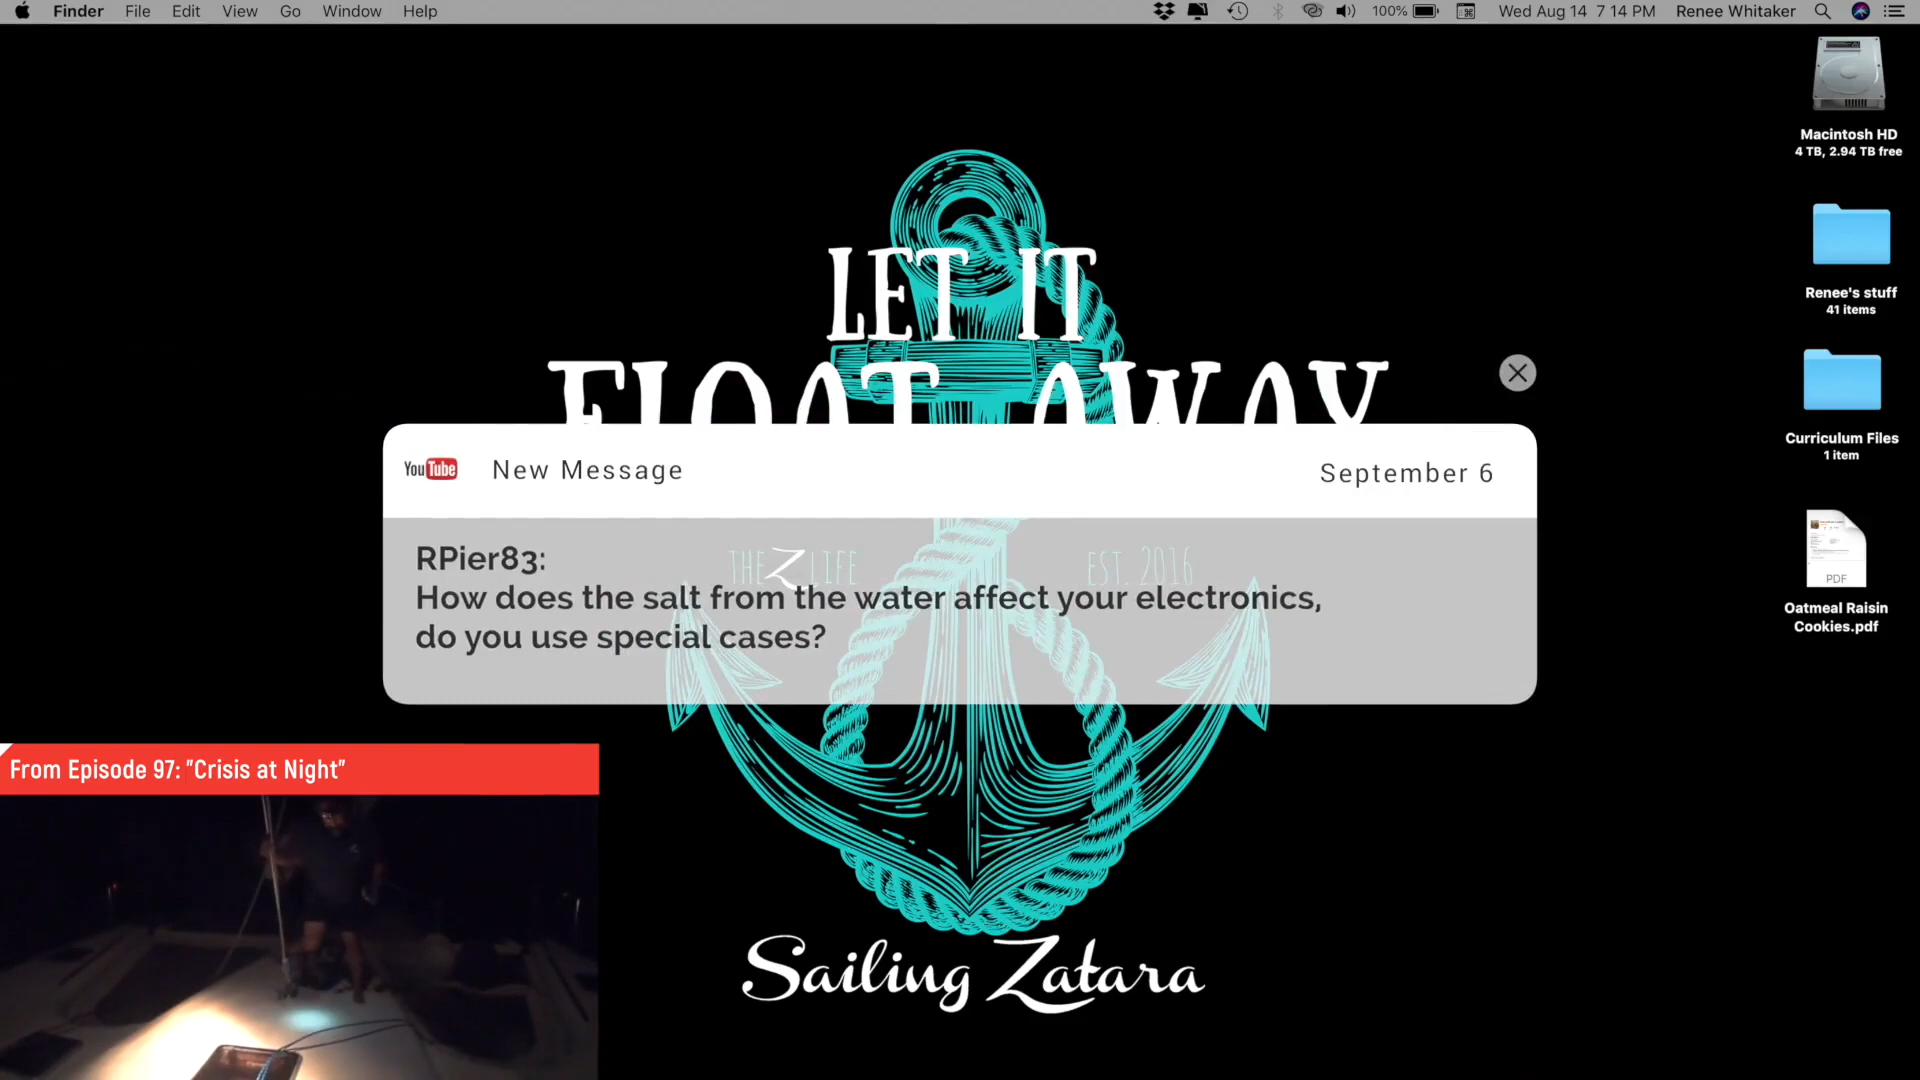 Finder File Edit View Go Window Help 100% Wed Aug 14 7 14 PM Renee Whitaker
Macintosh HD
4 TB, 2.94 TB free
LET IT
FLOAT AWAY
Renee's stuff
41 items
Curriculum Files
1 item
YouTube New Message September 6
RPier83:
THE Z LIFE EST. 2016
How does the salt from the water affect your electronics,
do you use special cases?
PDF
Oatmeal Raisin
Cookies.pdf
From Episode 97: "Crisis at Night"
Sailing Zatara